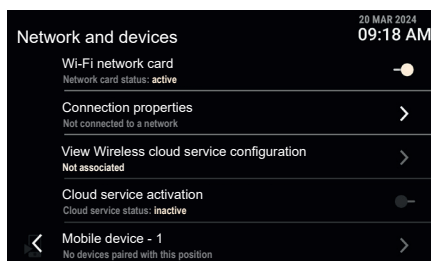 20 MAR 2024
Network and devices
09:18 AM
Wi-Fi network card
Network card status: active
Connection properties
Not connected to a network
View Wireless cloud service configuration
Not associated
Cloud service activation
Cloud service status: inactive
Mobile device - 1
No devices paired with this position